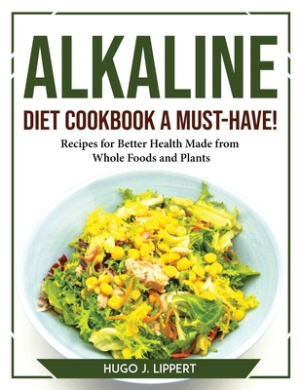 ALKALINE
DIET COOKBOOK A MUST-HAVE!
Recipes for Better Health Made from
Whole Foods and Plants
HUGO J. LIPPERT